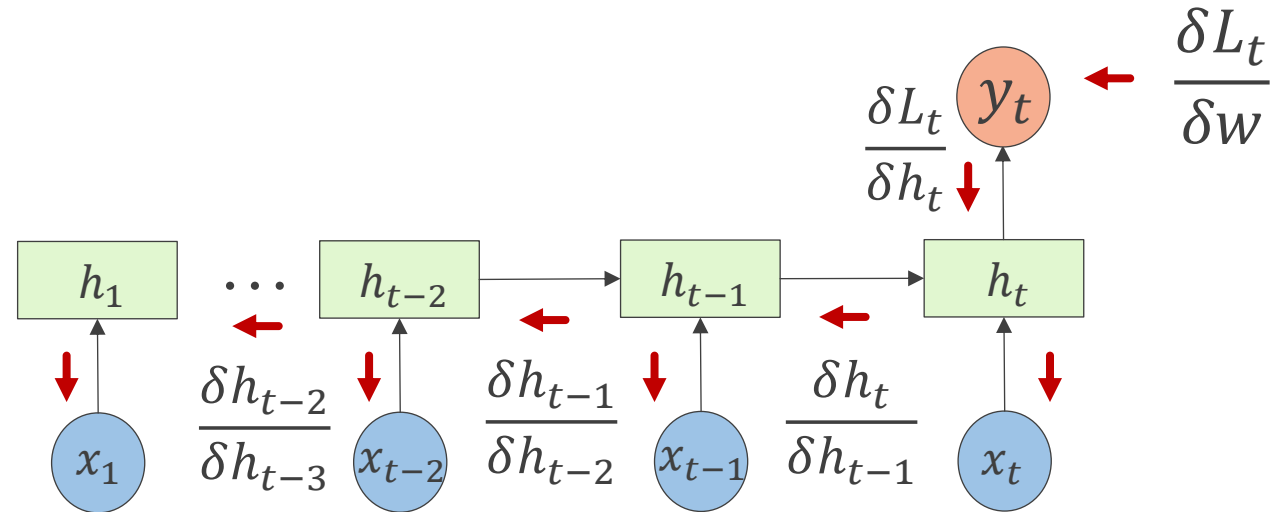 y_t
δL_t / δw
δL_t / δh_t
h_1 ... h_{t-2} h_{t-1} h_t
δh_{t-2} / δh_{t-3}
δh_{t-1} / δh_{t-2}
δh_t / δh_{t-1}
x_1 x_{t-2} x_{t-1} x_t